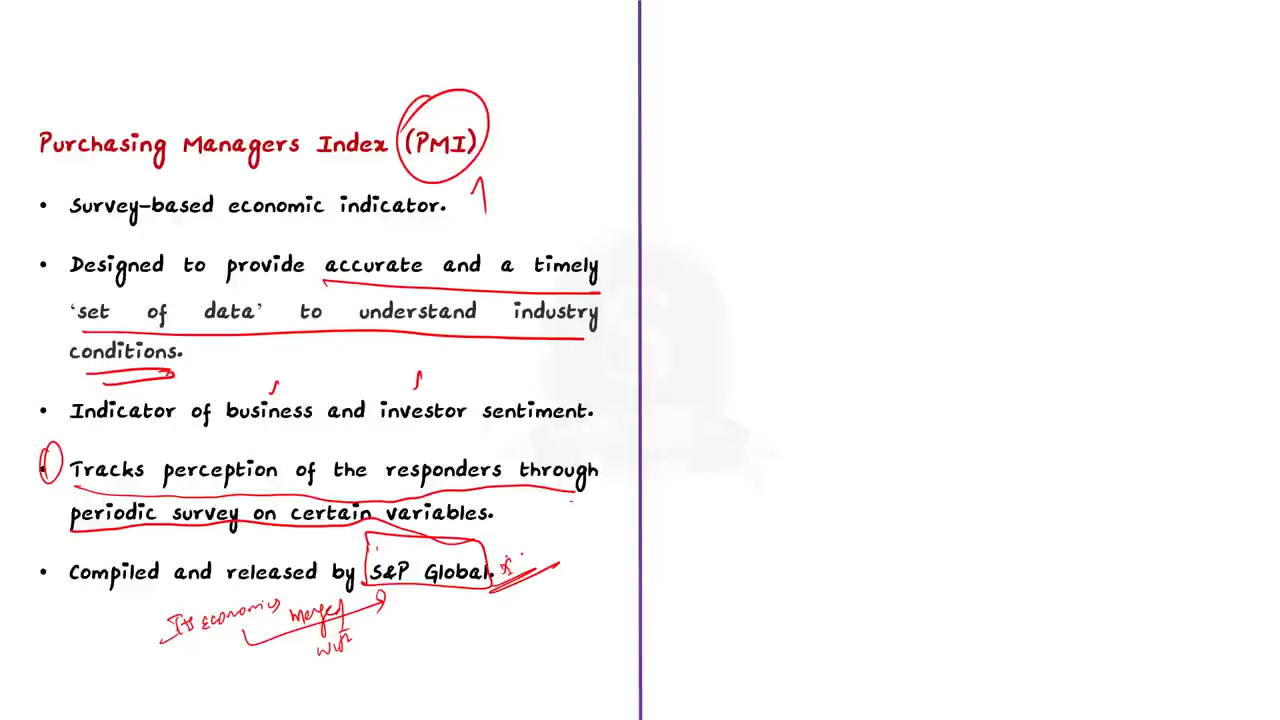 Purchasing Managers Index (PMI)
• Survey-based economic indicator.
• Designed to provide accurate and a timely
‘set of data’ to understand industry
conditions.
• Indicator of business and investor sentiment.
• Tracks perception of the responders through
periodic survey on certain variables.
• Compiled and released by S&P Global.
economics Merged
with